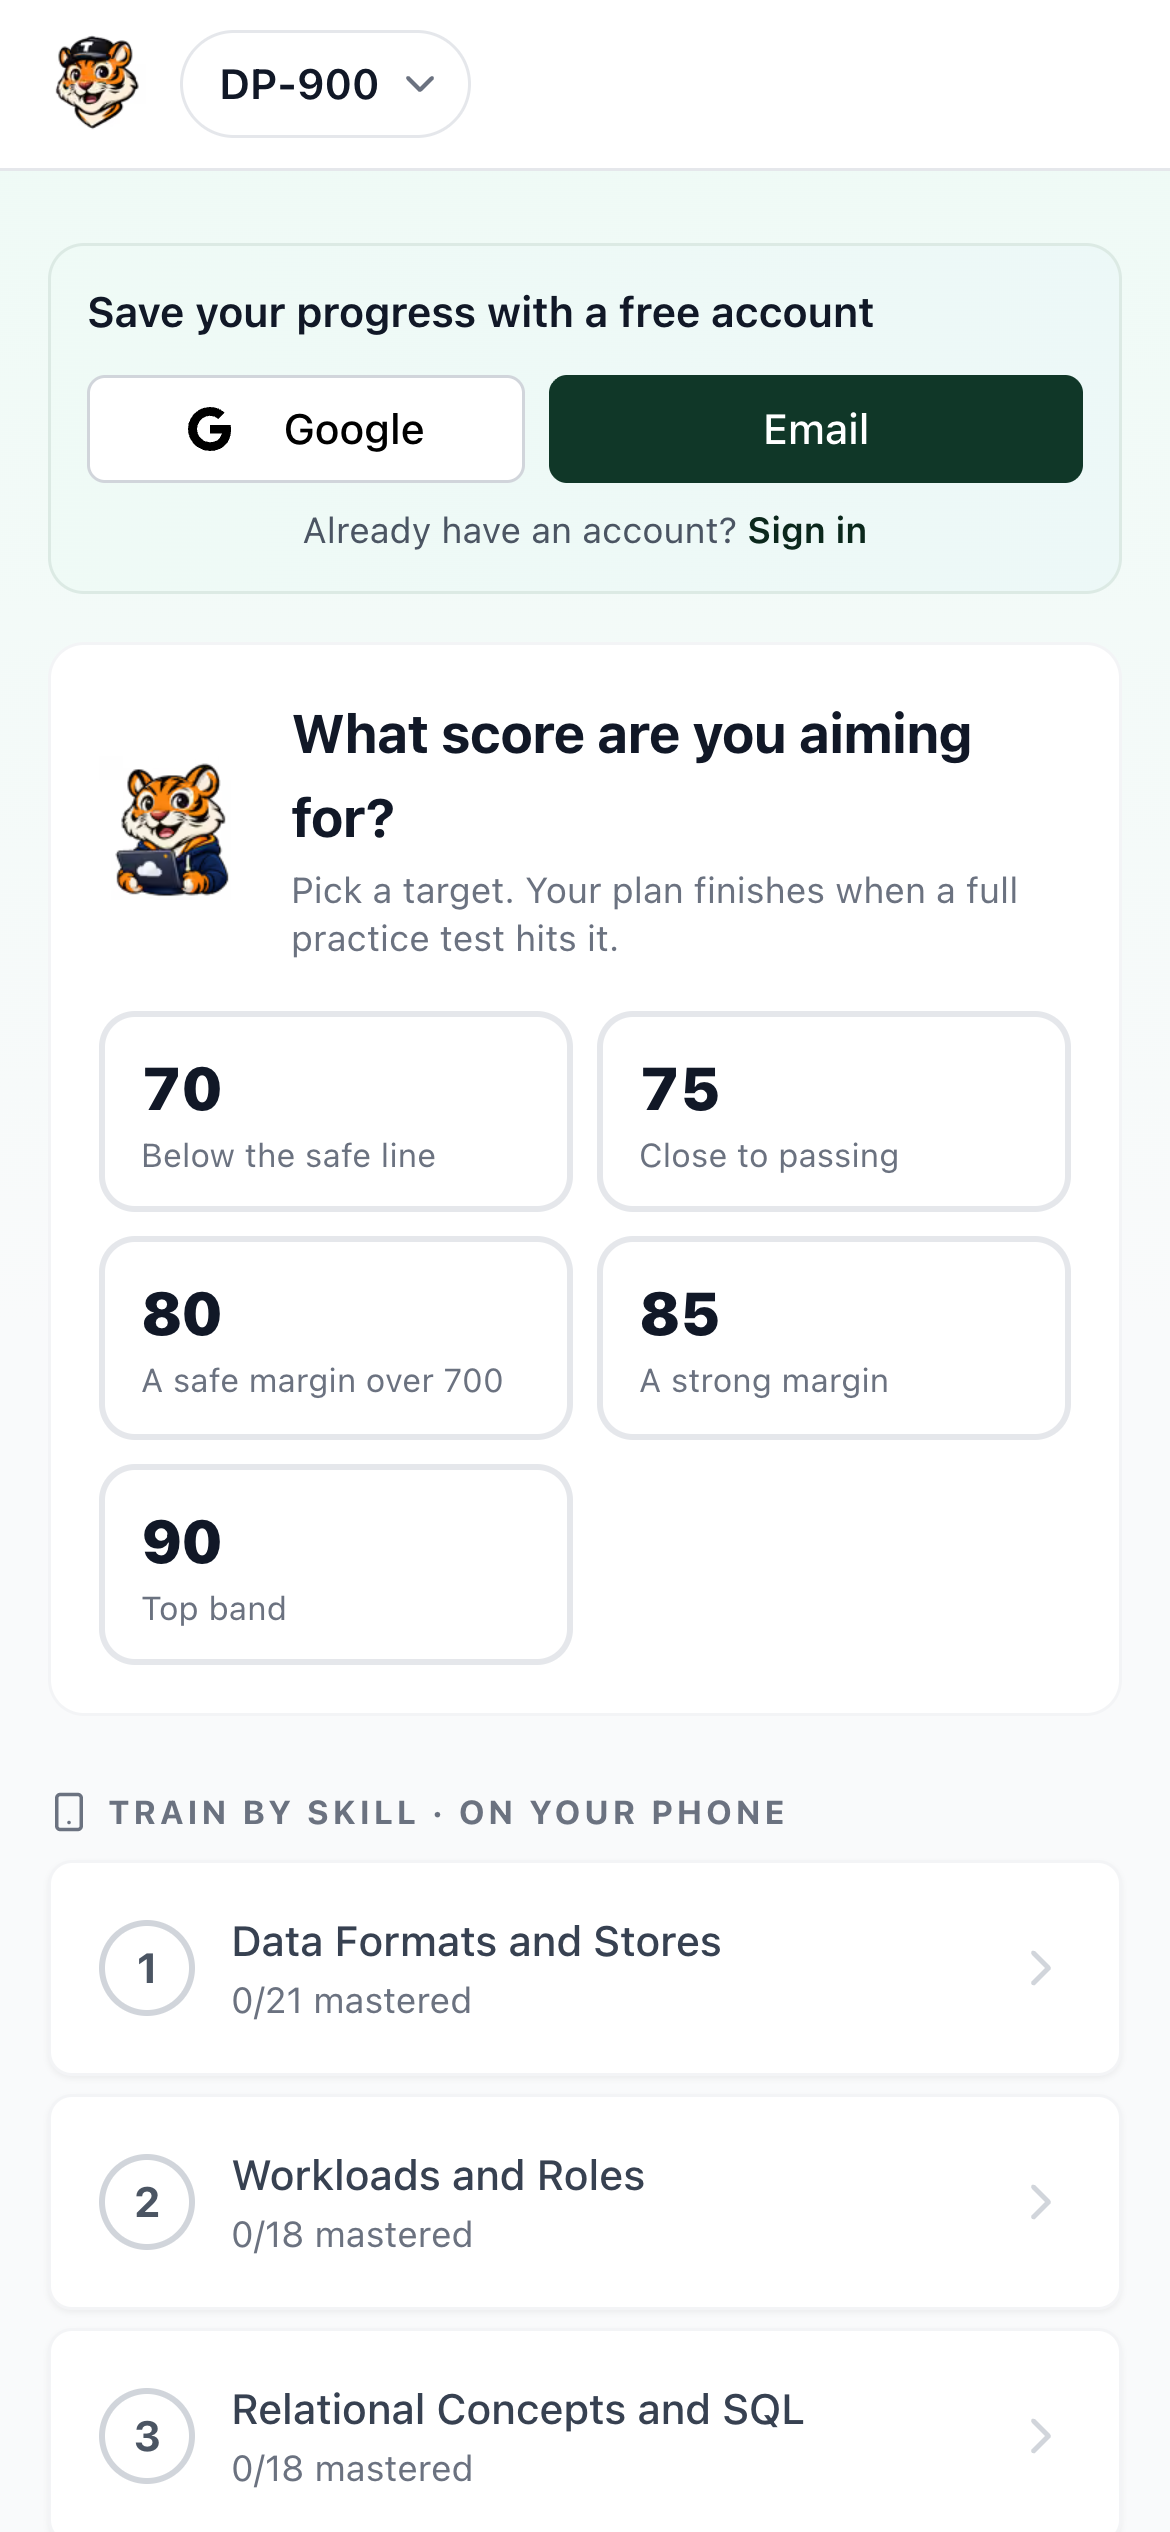 T
DP-900
Save your progress with a free account
Google
Email
Already have an account? Sign in
What score are you aiming
for?
Pick a target. Your plan finishes when a full
practice test hits it.
70
Below the safe line
75
Close to passing
80
A safe margin over 700
85
A strong margin
90
Top band
TRAIN BY SKILL · ON YOUR PHONE
1
Data Formats and Stores
0/21 mastered
2
Workloads and Roles
0/18 mastered
3
Relational Concepts and SQL
0/18 mastered